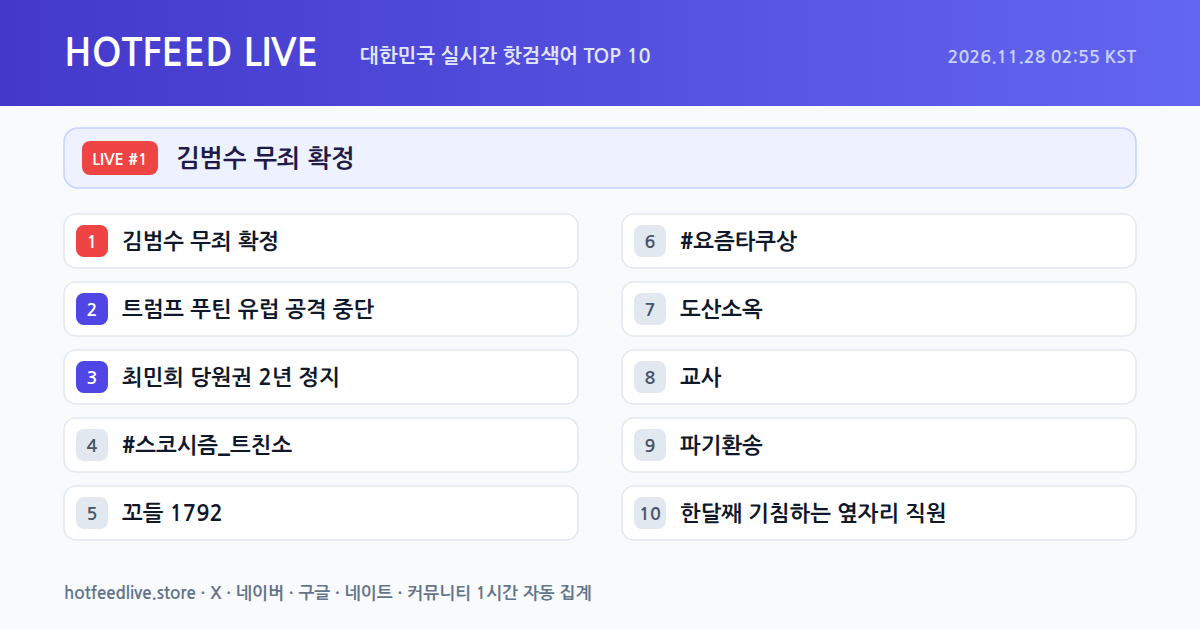 HOTFEED LIVE 대한민국 실시간 핫검색어 TOP 10 2026.11.28 02:55 KST
LIVE #1 김범수 무죄 확정
1 김범수 무죄 확정
2 트럼프 푸틴 유럽 공격 중단
3 최민희 당원권 2년 정지
4 #스코시즘_트친소
5 꼬들 1792
6 #요즘타쿠상
7 도산소옥
8 교사
9 파기환송
10 한달째 기침하는 옆자리 직원
hotfeedlive.store · X · 네이버 · 구글 · 네이트 · 커뮤니티 1시간 자동 집계